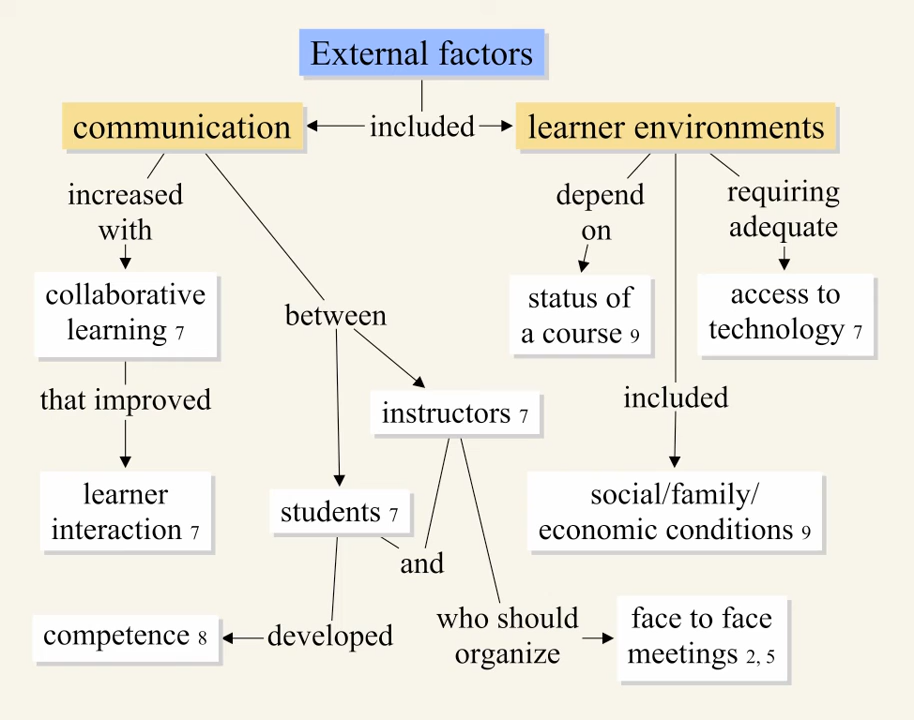 External factors
communication
included
learner environments
increased
with
depend
on
requiring
adequate
collaborative
learning 7
between
status of
a course 9
access to
technology 7
that improved
instructors 7
included
learner
interaction 7
students 7
social/family/
economic conditions 9
and
competence 8
developed
who should
organize
face to face
meetings 2, 5